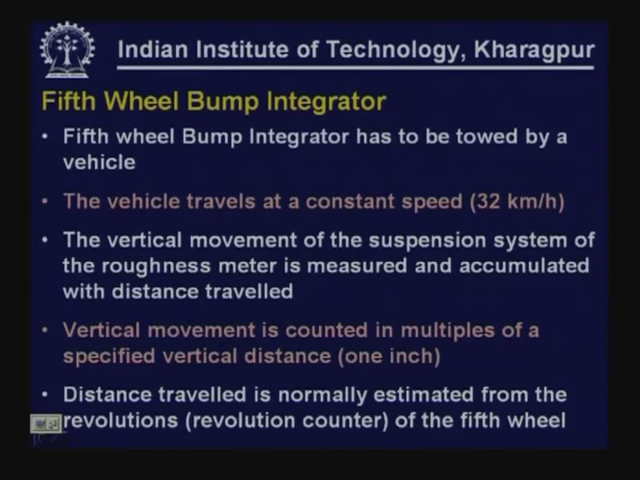 Indian Institute of Technology, Kharagpur
Fifth Wheel Bump Integrator
• Fifth wheel Bump Integrator has to be towed by a
vehicle
• The vehicle travels at a constant speed (32 km/h)
• The vertical movement of the suspension system of
the roughness meter is measured and accumulated
with distance travelled
• Vertical movement is counted in multiples of a
specified vertical distance (one inch)
• Distance travelled is normally estimated from the
revolutions (revolution counter) of the fifth wheel